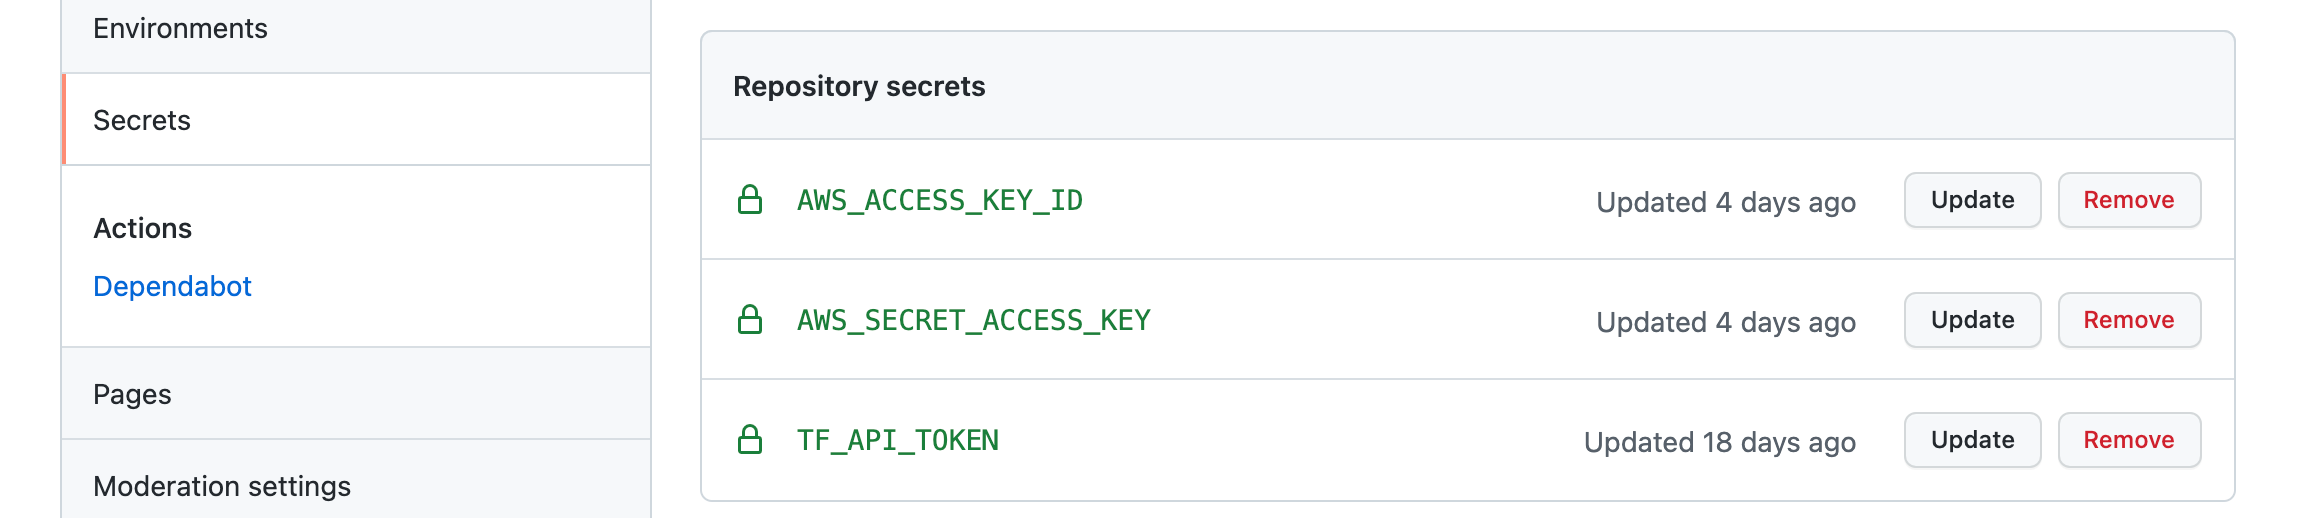 Environments
Secrets
Actions
Dependabot
Pages
Moderation settings
Repository secrets
AWS_ACCESS_KEY_ID Updated 4 days ago Update Remove
AWS_SECRET_ACCESS_KEY Updated 4 days ago Update Remove
TF_API_TOKEN Updated 18 days ago Update Remove